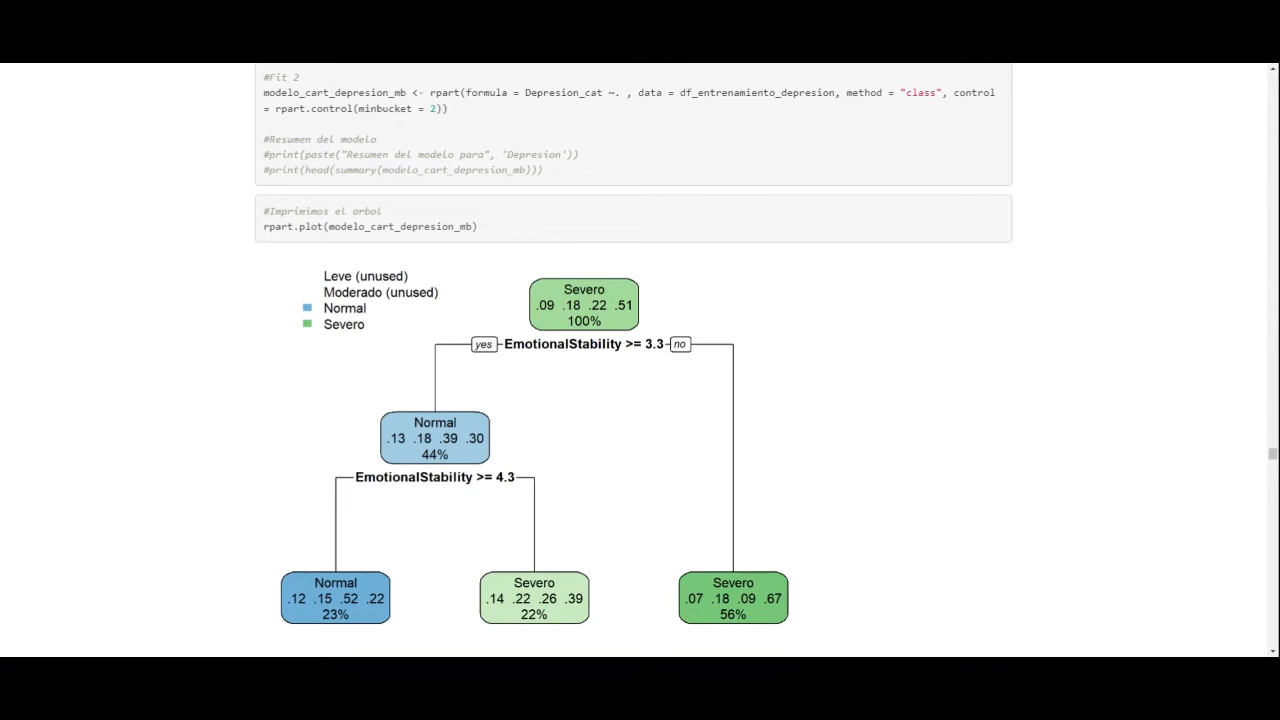 #Fit 2
modelo_cart_depresion_mb <- rpart(formula = Depresion_cat ~. , data = df_entrenamiento_depresion, method = "class", control
= rpart.control(minbucket = 2))
#Resumen del modelo
#print(paste("Resumen del modelo para", 'Depresion'))
#print(head(summary(modelo_cart_depresion_mb)))
#Imprimimos el arbol
rpart.plot(modelo_cart_depresion_mb)
Leve (unused)
Moderado (unused)
Normal
Severo
Severo
.09 .18 .22 .51
100%
yes EmotionalStability >= 3.3 no
Normal
.13 .18 .39 .30
44%
EmotionalStability >= 4.3
Normal
.12 .15 .52 .22
23%
Severo
.14 .22 .26 .39
22%
Severo
.07 .18 .09 .67
56%